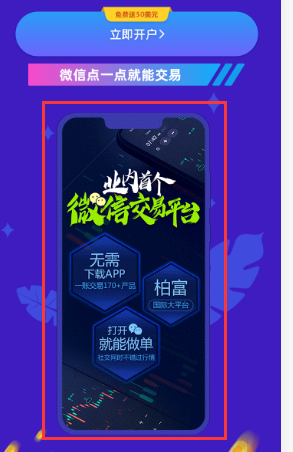 免费送50美元
立即开户>
微信点一点就能交易
业内首个
微信交易平台
无需
下载APP
一账交易170+产品
柏富
国际大平台
打开
就能做单
社交同时不错过行情